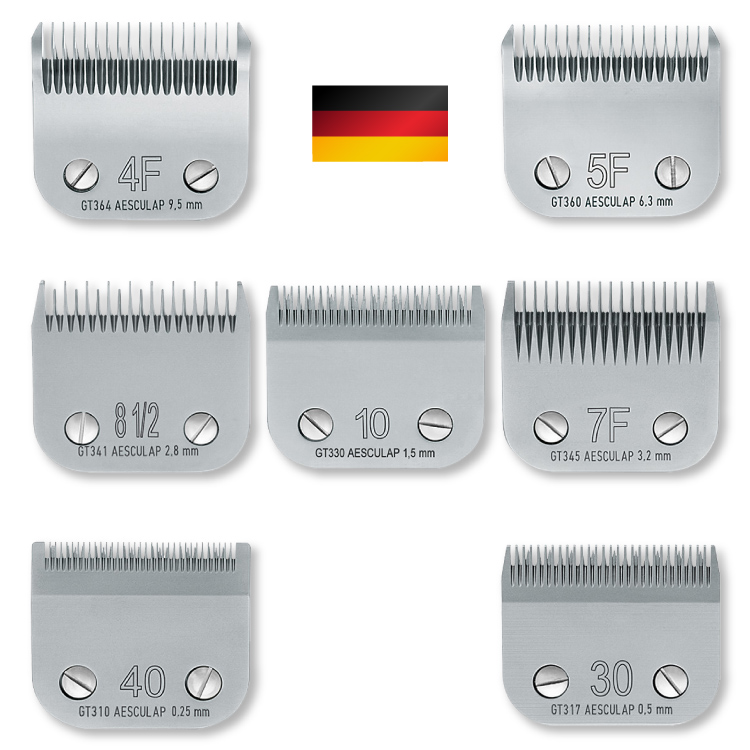 4F
GT364 AESCULAP 9,5 mm
5F
GT360 AESCULAP 6,3 mm
8 1/2
GT341 AESCULAP 2,8 mm
10
GT330 AESCULAP 1,5 mm
7F
GT345 AESCULAP 3,2 mm
40
GT310 AESCULAP 0,25 mm
30
GT317 AESCULAP 0,5 mm